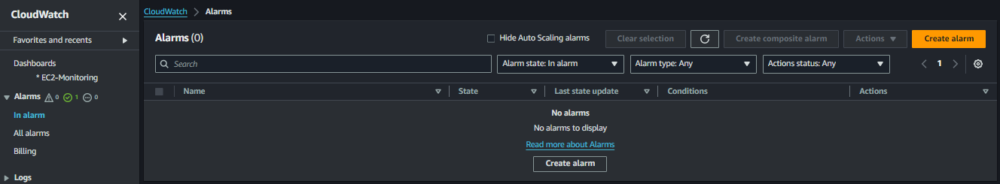 CloudWatch
CloudWatch > Alarms
Favorites and recents
Dashboards
* EC2-Monitoring
Alarms 0 1 0
In alarm
All alarms
Billing
Logs
Alarms (0)
Hide Auto Scaling alarms
Clear selection
Create composite alarm
Actions
Create alarm
Search
Alarm state: In alarm
Alarm type: Any
Actions status: Any
1
Name
State
Last state update
Conditions
Actions
No alarms
No alarms to display
Read more about Alarms
Create alarm